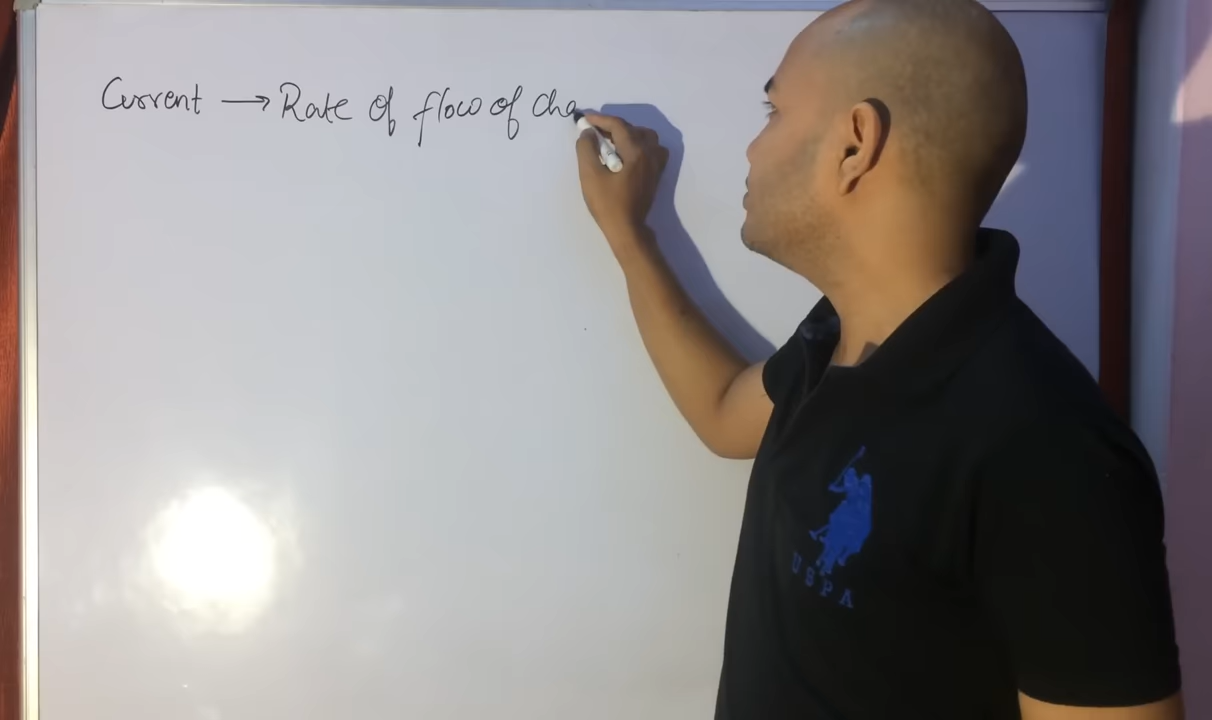 Current → Rate of flow of cha
USPA